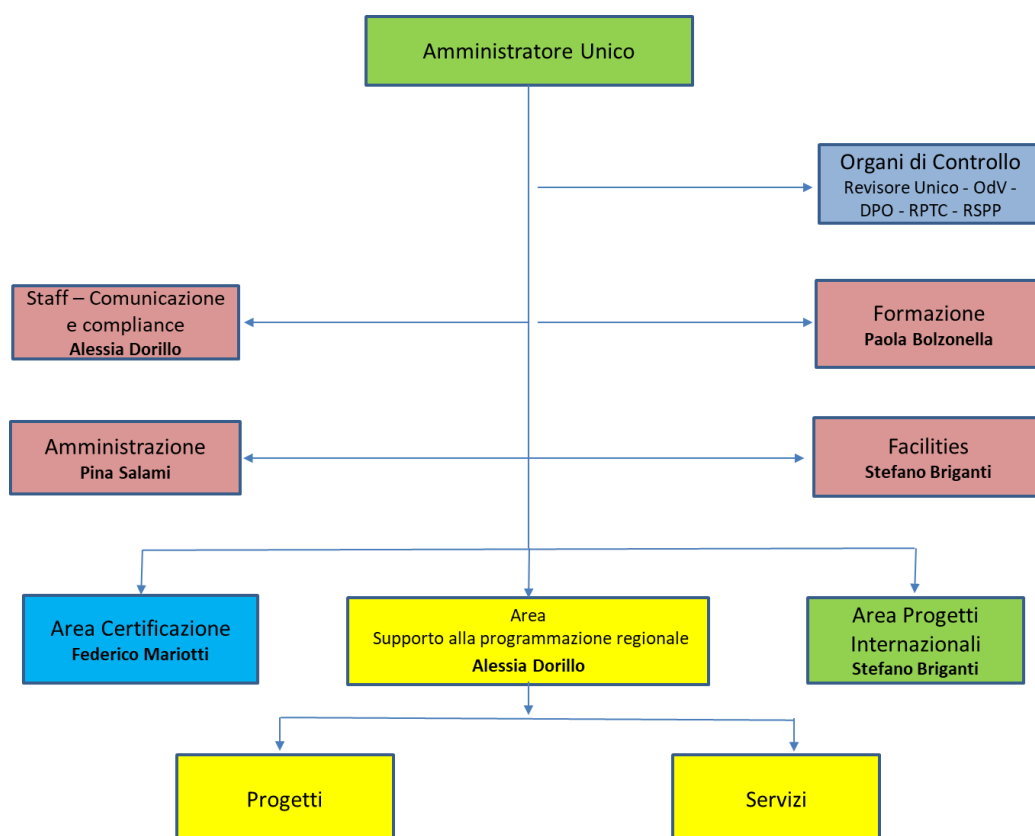 Amministratore Unico
Organi di Controllo
Revisore Unico - OdV -
DPO - RPTC - RSPP
Staff – Comunicazione
e compliance
Alessia Dorillo
Formazione
Paola Bolzonella
Amministrazione
Pina Salami
Facilities
Stefano Briganti
Area Certificazione
Federico Mariotti
Area
Supporto alla programmazione regionale
Alessia Dorillo
Area Progetti
Internazionali
Stefano Briganti
Progetti
Servizi